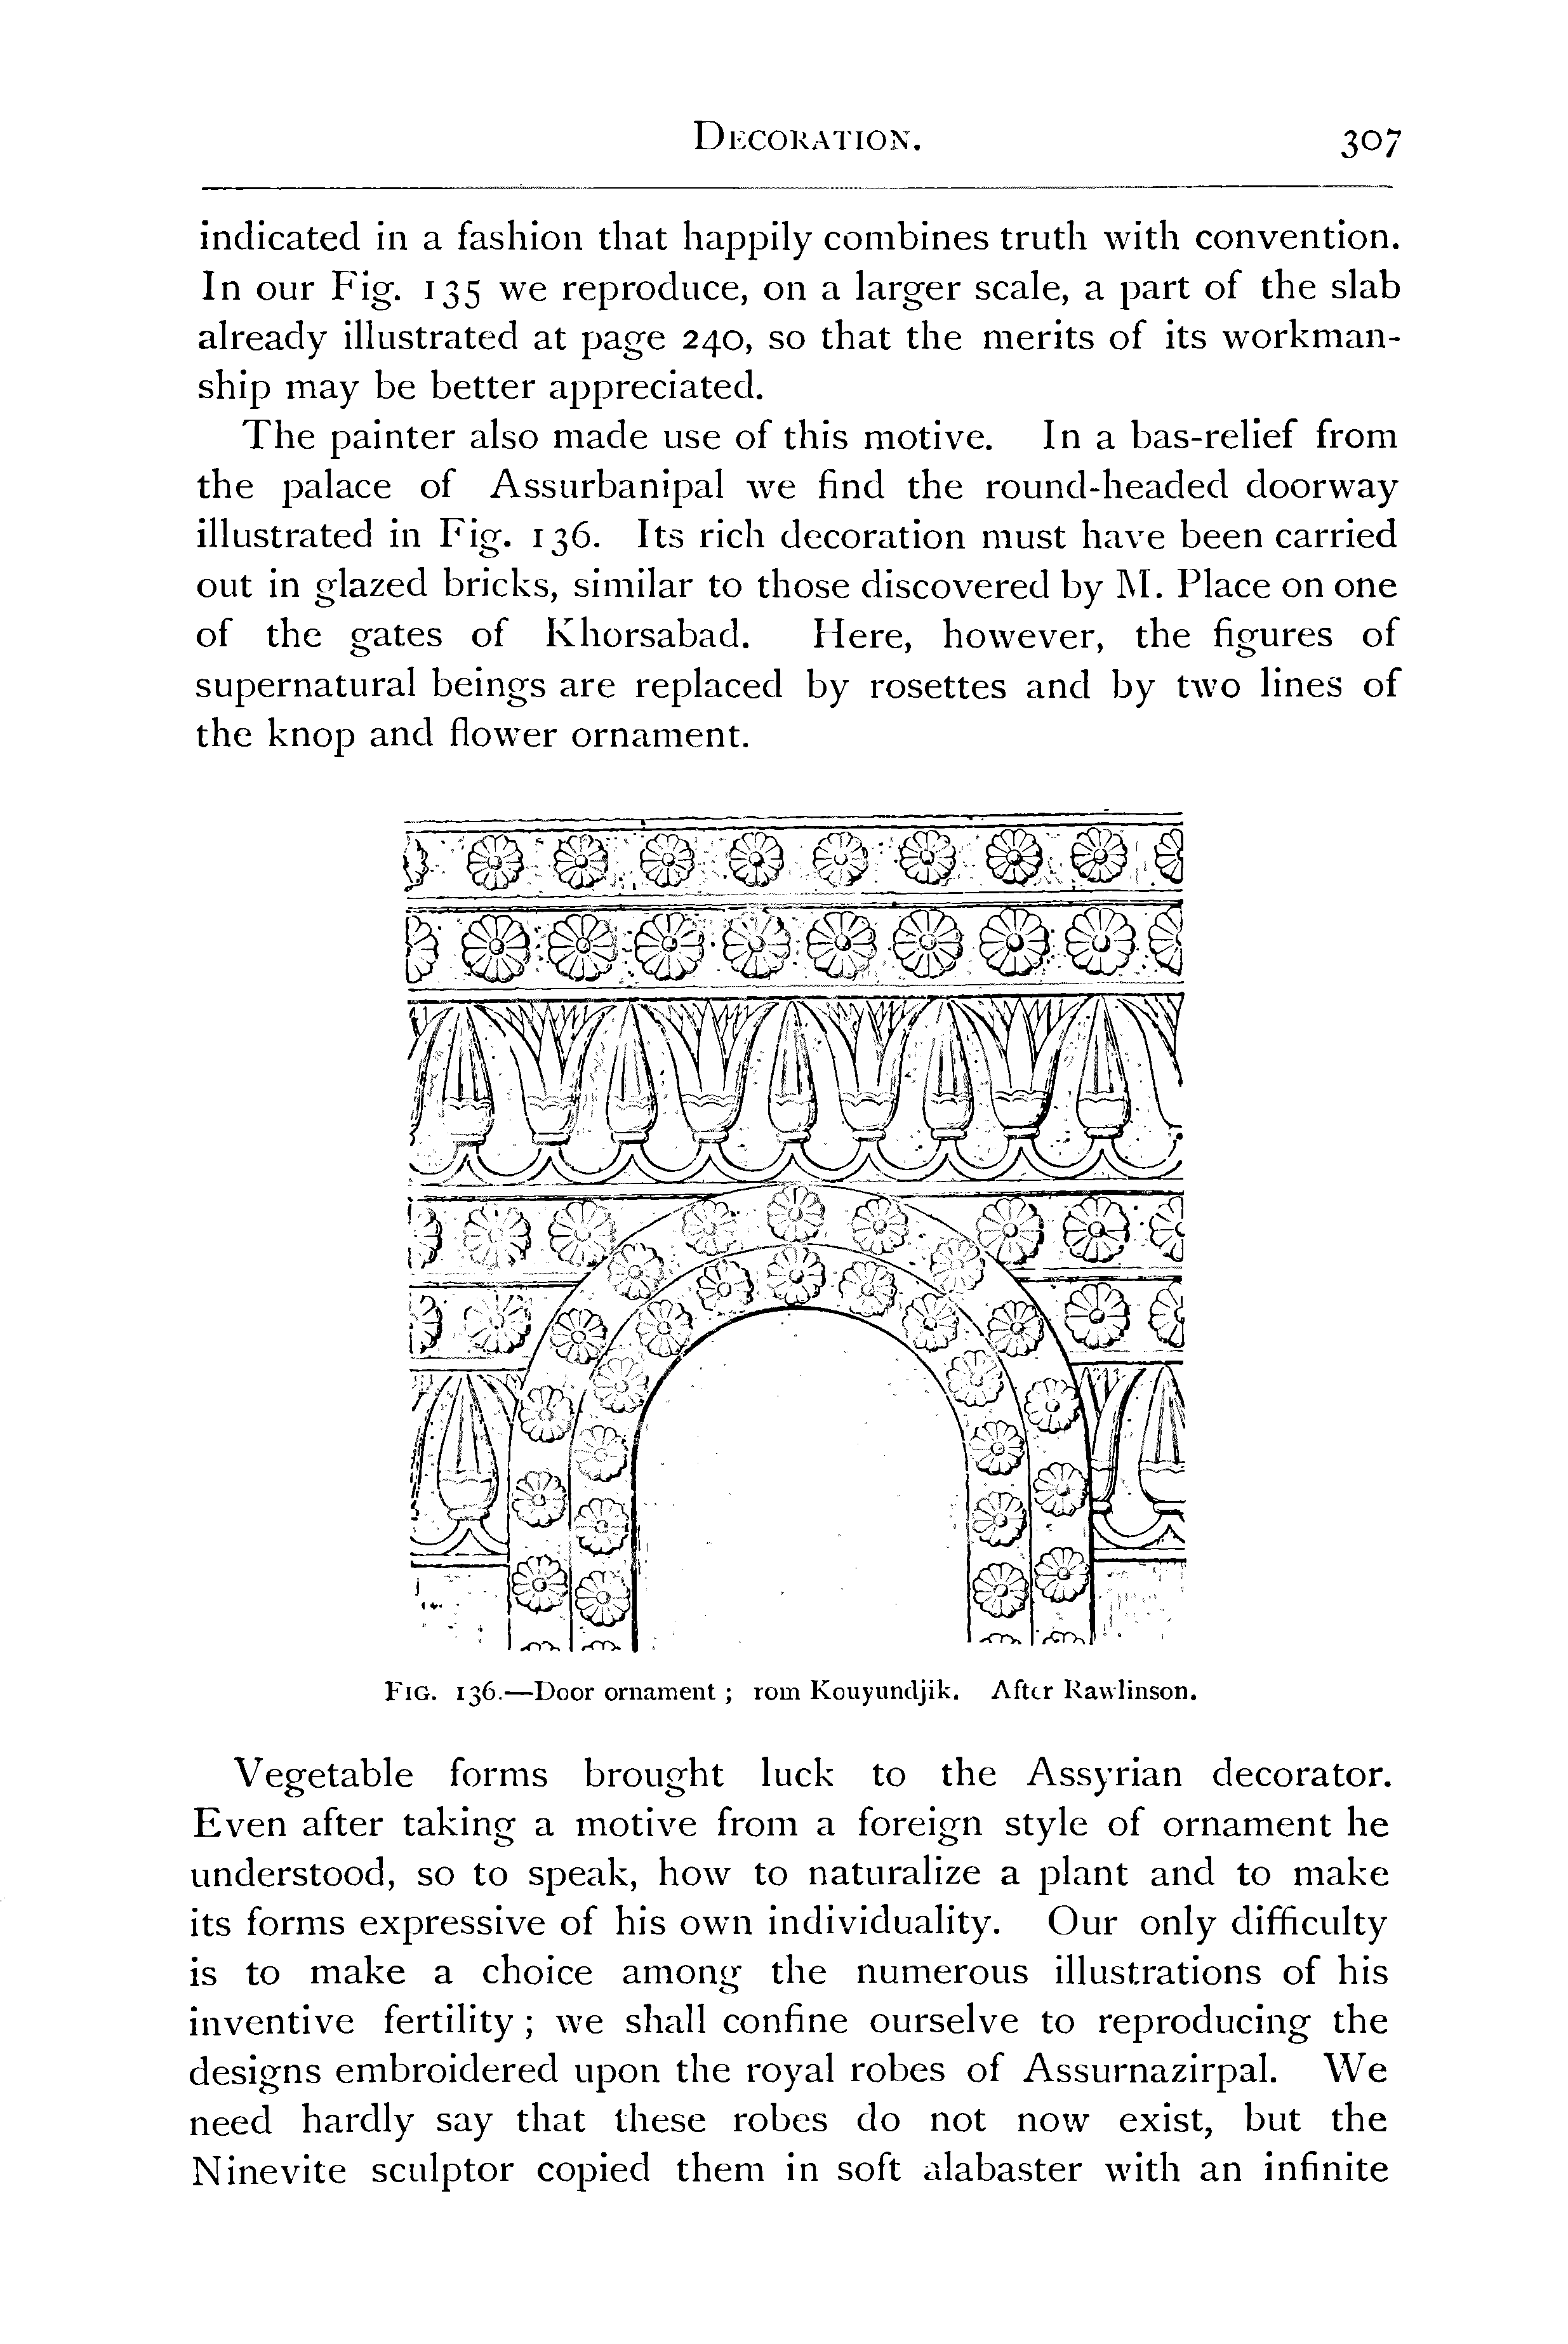 DECORATION. 307
indicated in a fashion that happily combines truth with convention.
In our Fig. 135 we reproduce, on a larger scale, a part of the slab
already illustrated at page 240, so that the merits of its workman-
ship may be better appreciated.
The painter also made use of this motive. In a bas-relief from
the palace of Assurbanipal we find the round-headed doorway
illustrated in Fig. 136. Its rich decoration must have been carried
out in glazed bricks, similar to those discovered by M. Place on one
of the gates of Khorsabad. Here, however, the figures of
supernatural beings are replaced by rosettes and by two lines of
the knop and flower ornament.
FIG. 136.—Door ornament ; rom Kouyundjik. After Rawlinson.
Vegetable forms brought luck to the Assyrian decorator.
Even after taking a motive from a foreign style of ornament he
understood, so to speak, how to naturalize a plant and to make
its forms expressive of his own individuality. Our only difficulty
is to make a choice among the numerous illustrations of his
inventive fertility ; we shall confine ourselve to reproducing the
designs embroidered upon the royal robes of Assurnazirpal. We
need hardly say that these robes do not now exist, but the
Ninevite sculptor copied them in soft alabaster with an infinite